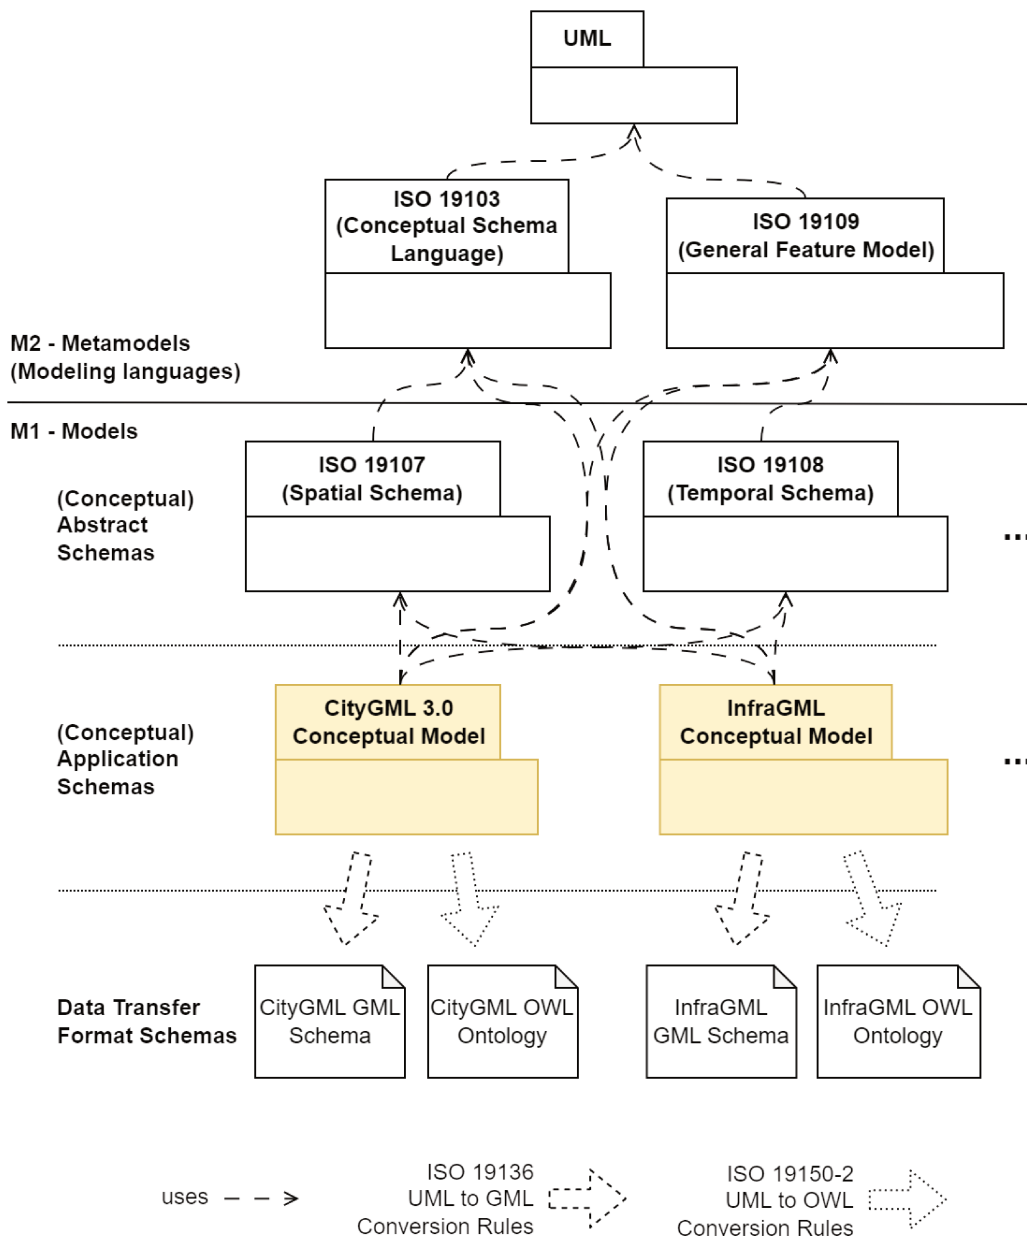 UML
ISO 19103
(Conceptual Schema
Language)
ISO 19109
(General Feature Model)
M2 - Metamodels
(Modeling languages)
M1 - Models
ISO 19107
(Spatial Schema)
ISO 19108
(Temporal Schema)
(Conceptual)
Abstract
Schemas
...
CityGML 3.0
Conceptual Model
InfraGML
Conceptual Model
(Conceptual)
Application
Schemas
...
Data Transfer
Format Schemas
CityGML GML
Schema
CityGML OWL
Ontology
InfraGML
GML Schema
InfraGML OWL
Ontology
uses
ISO 19136
UML to GML
Conversion Rules
ISO 19150-2
UML to OWL
Conversion Rules